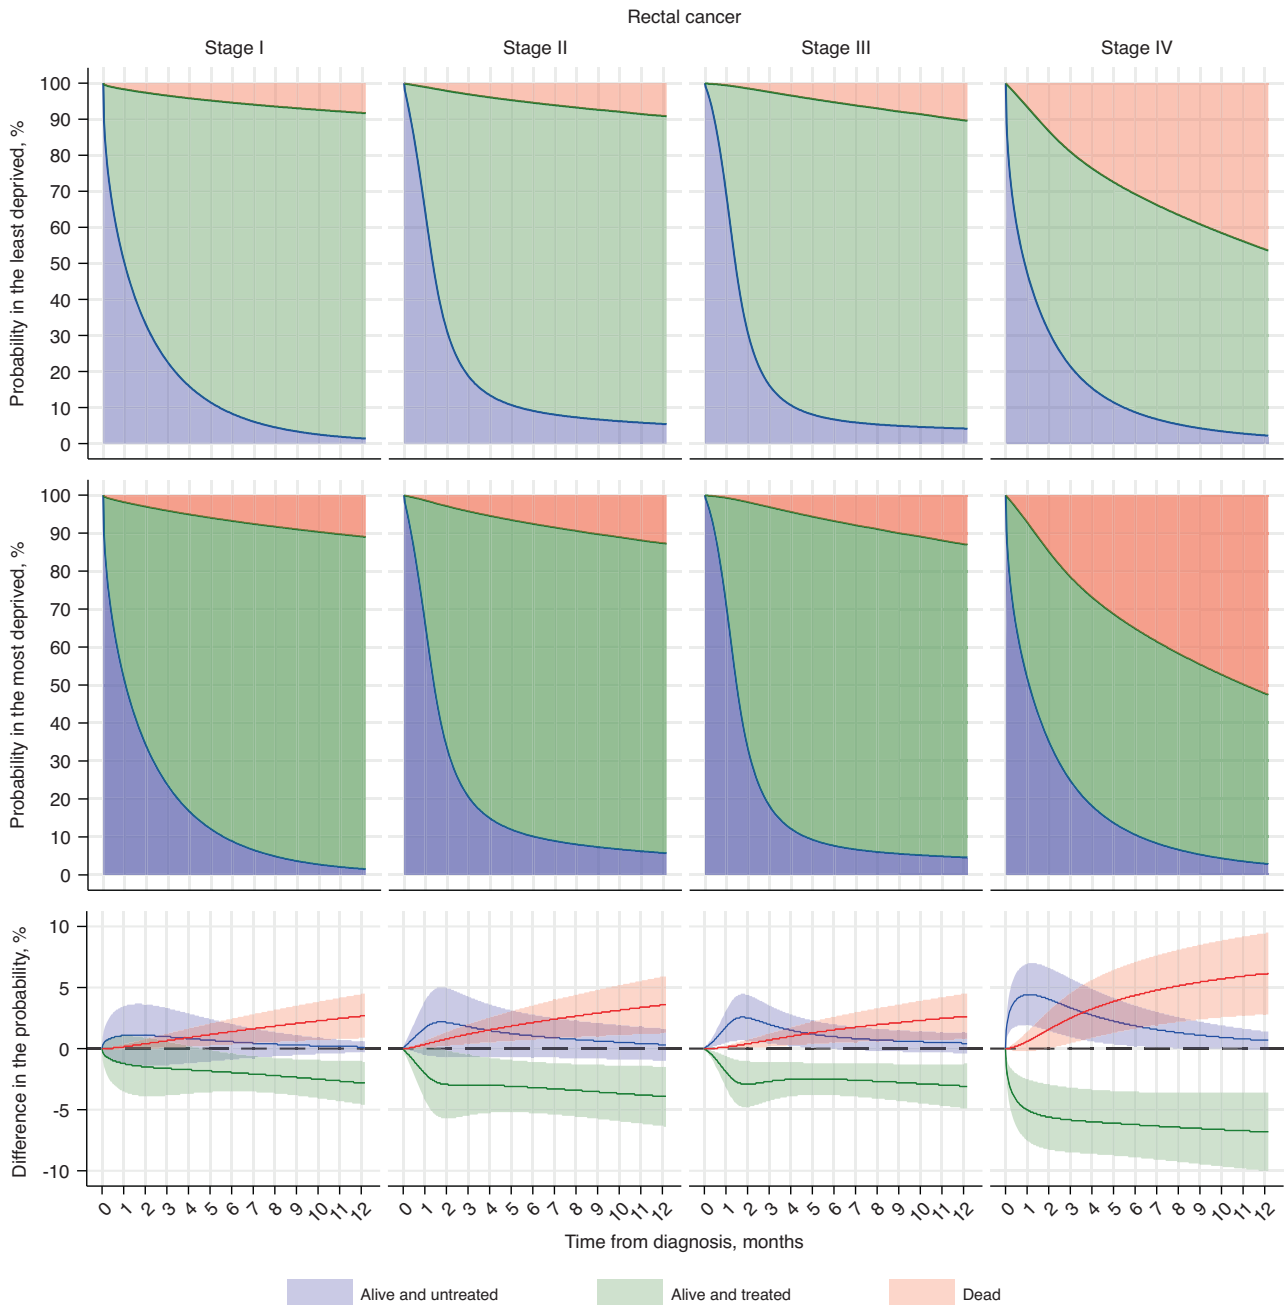 Rectal cancer
Stage I
Stage II
Stage III
Stage IV
Probability in the least deprived, %
100
90
80
70
60
50
40
30
20
10
0
Probability in the most deprived, %
100
90
80
70
60
50
40
30
20
10
0
Difference in the probability, %
10
5
0
-5
-10
0 1 2 3 4 5 6 7 8 9 10 11 12
0 1 2 3 4 5 6 7 8 9 10 11 12
0 1 2 3 4 5 6 7 8 9 10 11 12
0 1 2 3 4 5 6 7 8 9 10 11 12
Time from diagnosis, months
Alive and untreated
Alive and treated
Dead